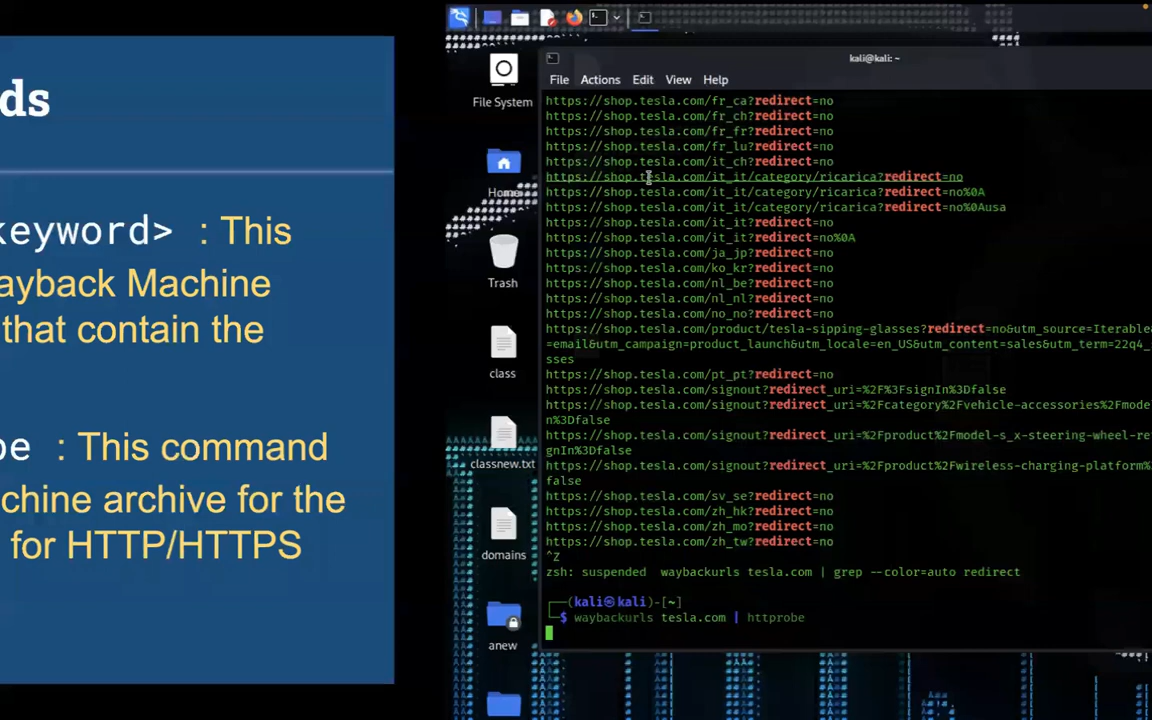 ds
keyword> : This
ayback Machine
that contain the
be : This command
chine archive for the
for HTTP/HTTPS
File System
Home
Trash
class
classnew.txt
domains
anew
kali@kali: ~
File Actions Edit View Help
https://shop.tesla.com/fr_ca?redirect=no
https://shop.tesla.com/fr_ch?redirect=no
https://shop.tesla.com/fr_fr?redirect=no
https://shop.tesla.com/fr_lu?redirect=no
https://shop.tesla.com/it_ch?redirect=no
https://shop.tesla.com/it_it/category/ricarica?redirect=no
https://shop.tesla.com/it_it/category/ricarica?redirect=no%0A
https://shop.tesla.com/it_it/category/ricarica?redirect=no%0Ausa
https://shop.tesla.com/it_it?redirect=no
https://shop.tesla.com/it_it?redirect=no%0A
https://shop.tesla.com/ja_jp?redirect=no
https://shop.tesla.com/ko_kr?redirect=no
https://shop.tesla.com/nl_be?redirect=no
https://shop.tesla.com/nl_nl?redirect=no
https://shop.tesla.com/no_no?redirect=no
https://shop.tesla.com/product/tesla-sipping-glasses?redirect=no&utm_source=Iterable&
=email&utm_campaign=product_launch&utm_locale=en_US&utm_content=sales&utm_term=22q4_
sses
https://shop.tesla.com/pt_pt?redirect=no
https://shop.tesla.com/signout?redirect_uri=%2F%3FsignIn%3Dfalse
https://shop.tesla.com/signout?redirect_uri=%2Fcategory%2Fvehicle-accessories%2Fmodel
n%3Dfalse
https://shop.tesla.com/signout?redirect_uri=%2Fproduct%2Fmodel-s_x-steering-wheel-re
gnIn%3Dfalse
https://shop.tesla.com/signout?redirect_uri=%2Fproduct%2Fwireless-charging-platform%
false
https://shop.tesla.com/sv_se?redirect=no
https://shop.tesla.com/zh_hk?redirect=no
https://shop.tesla.com/zh_mo?redirect=no
https://shop.tesla.com/zh_tw?redirect=no
^Z
zsh: suspended waybackurls tesla.com | grep --color=auto redirect
(kali㉿kali)-[~]
$ waybackurls tesla.com | httprobe